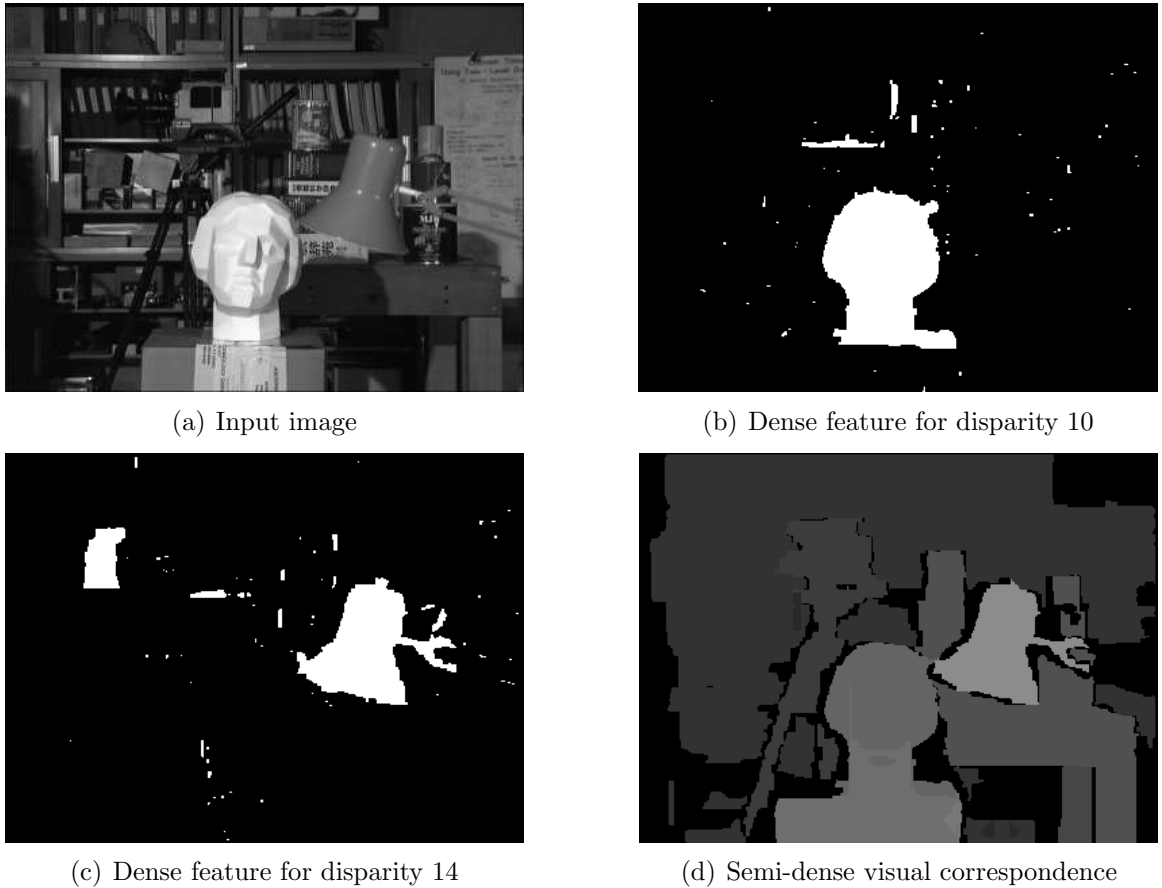 (a) Input image
(b) Dense feature for disparity 10
(c) Dense feature for disparity 14
(d) Semi-dense visual correspondence